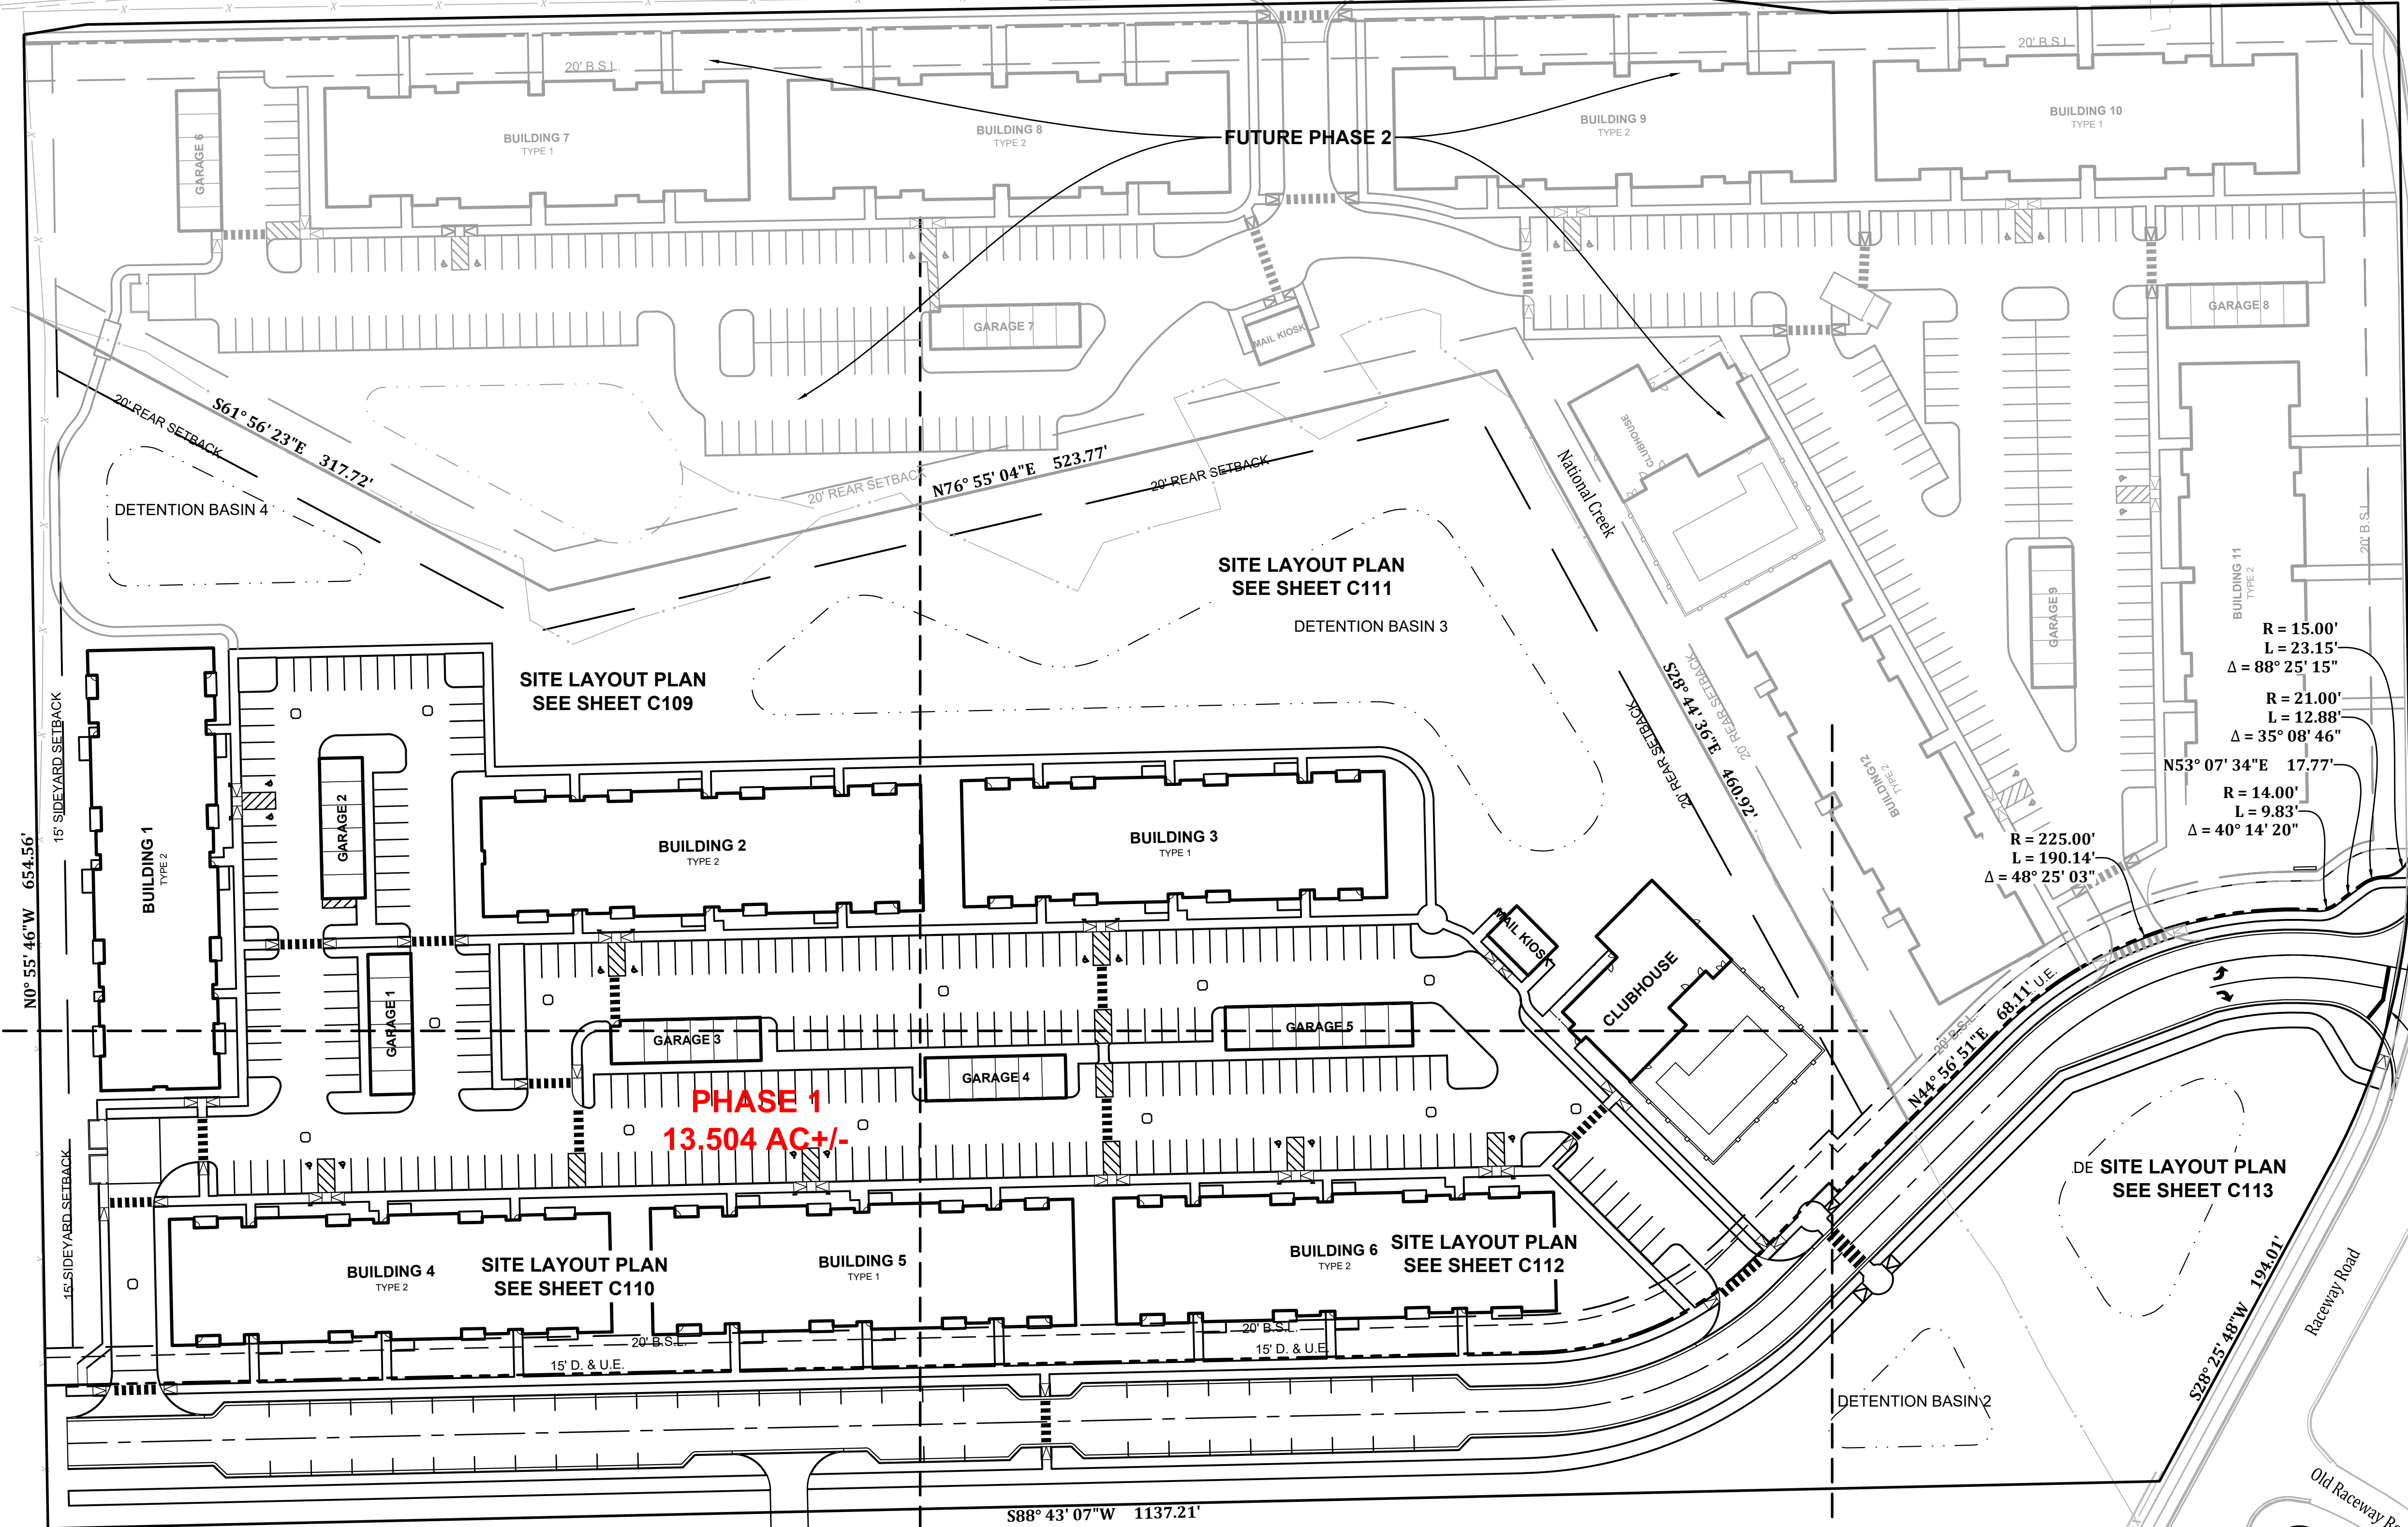 20' B.S.L.
20' B.S.L.
GARAGE 6
BUILDING 7
TYPE 1
BUILDING 8
TYPE 2
FUTURE PHASE 2
BUILDING 9
TYPE 2
BUILDING 10
TYPE 1
GARAGE 7
MAIL KIOSK
GARAGE 8
20' REAR SETBACK
S61° 56' 23"E 317.72'
20' REAR SETBACK
N76° 55' 04"E 523.77'
20' REAR SETBACK
National Creek
CLUBHOUSE
DETENTION BASIN 4
20' B.S.L.
SITE LAYOUT PLAN
SEE SHEET C111
DETENTION BASIN 3
BUILDING 11
TYPE 2
GARAGE 9
SITE LAYOUT PLAN
SEE SHEET C109
S28° 44' 36"E 460.92'
20' REAR SETBACK
20' REAR SETBACK
R = 15.00'
L = 23.15'
Δ = 88° 25' 15"
R = 21.00'
L = 12.88'
Δ = 35° 08' 46"
N53° 07' 34"E 17.77'
R = 14.00'
L = 9.83'
Δ = 40° 14' 20"
R = 225.00'
L = 190.14'
Δ = 48° 25' 03"
BUILDING12
TYPE 2
15' SIDEYARD SETBACK
N0° 55' 46"W 654.56'
BUILDING 1
TYPE 2
GARAGE 2
BUILDING 2
TYPE 2
BUILDING 3
TYPE 1
MAIL KIOSK
CLUBHOUSE
GARAGE 1
GARAGE 3
GARAGE 4
GARAGE 5
PHASE 1
13.504 AC+/-
20' B.S.L.
U.E.
N44° 56' 51"E 68.11'
DE
SITE LAYOUT PLAN
SEE SHEET C113
15' SIDEYARD SETBACK
BUILDING 4
TYPE 2
SITE LAYOUT PLAN
SEE SHEET C110
BUILDING 5
TYPE 1
BUILDING 6
TYPE 2
SITE LAYOUT PLAN
SEE SHEET C112
20' B.S.L.
15' D. & U.E.
20' B.S.L.
15' D. & U.E.
DETENTION BASIN 2
S28° 25' 48"W 194.01'
Raceway Road
Old Raceway
S88° 43' 07"W 1137.21'